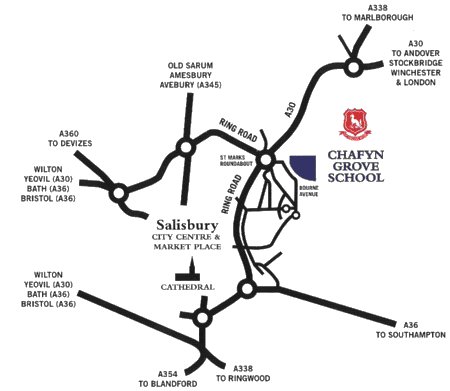 A338
TO MARLBOROUGH
A30
TO ANDOVER
STOCKBRIDGE
WINCHESTER
& LONDON
OLD SARUM
AMESBURY
AVEBURY (A345)
A30
RING ROAD
A360
TO DEVIZES
ST MARKS
ROUNDABOUT
CHAFYN
GROVE
SCHOOL
WILTON
YEOVIL (A30)
BATH (A36)
BRISTOL (A36)
BOURNE
AVENUE
RING ROAD
Salisbury
CITY CENTRE &
MARKET PLACE
CATHEDRAL
WILTON
YEOVIL (A30)
BATH (A36)
BRISTOL (A36)
A36
TO SOUTHAMPTON
A354
TO BLANDFORD
A338
TO RINGWOOD